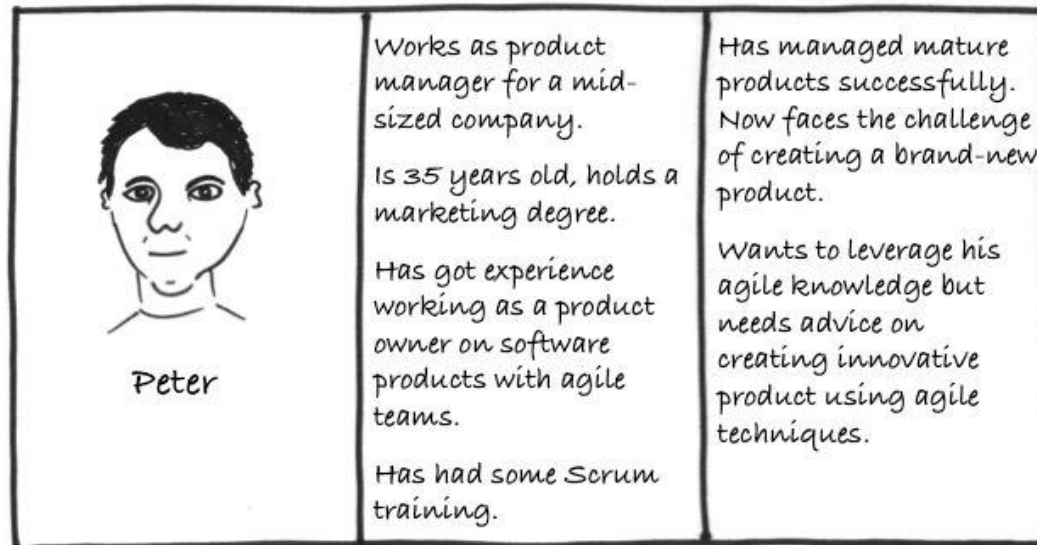 Peter
Works as product
manager for a mid-
sized company.
Is 35 years old, holds a
marketing degree.
Has got experience
working as a product
owner on software
products with agile
teams.
Has had some Scrum
training.
Has managed mature
products successfully.
Now faces the challenge
of creating a brand-new
product.
Wants to leverage his
agile knowledge but
needs advice on
creating innovative
product using agile
techniques.